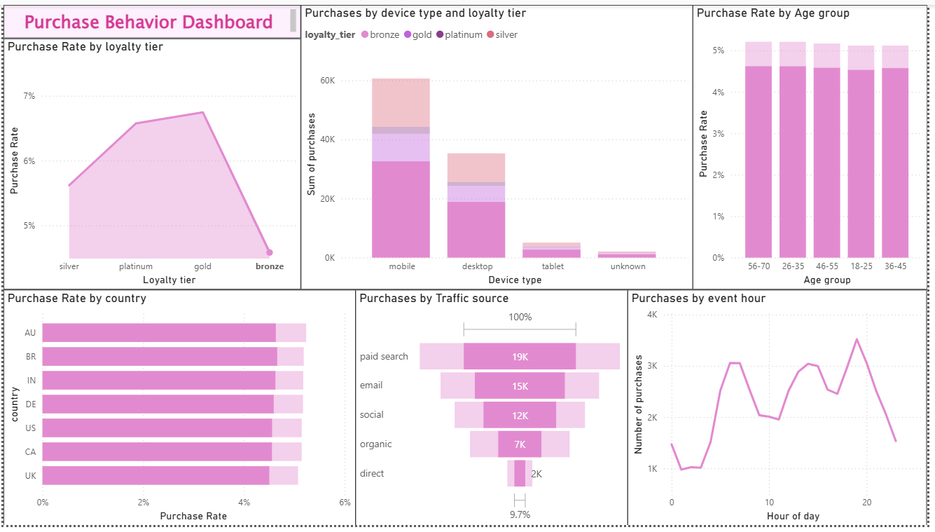 Purchase Behavior Dashboard
Purchase Rate by loyalty tier
Purchase Rate
7%
6%
5%
silver platinum gold bronze
Loyalty tier
Purchases by device type and loyalty tier
loyalty_tier bronze gold platinum silver
Sum of purchases
60K
40K
20K
0K
mobile desktop tablet unknown
Device type
Purchase Rate by Age group
Purchase Rate
5%
4%
3%
2%
1%
0%
56-70 26-35 46-55 18-25 36-45
Age group
Purchase Rate by country
country
AU
BR
IN
DE
US
CA
UK
0% 2% 4% 6%
Purchase Rate
Purchases by Traffic source
100%
paid search 19K
email 15K
social 12K
organic 7K
direct 2K
9.7%
Purchases by event hour
Number of purchases
4K
3K
2K
1K
0 10 20
Hour of day